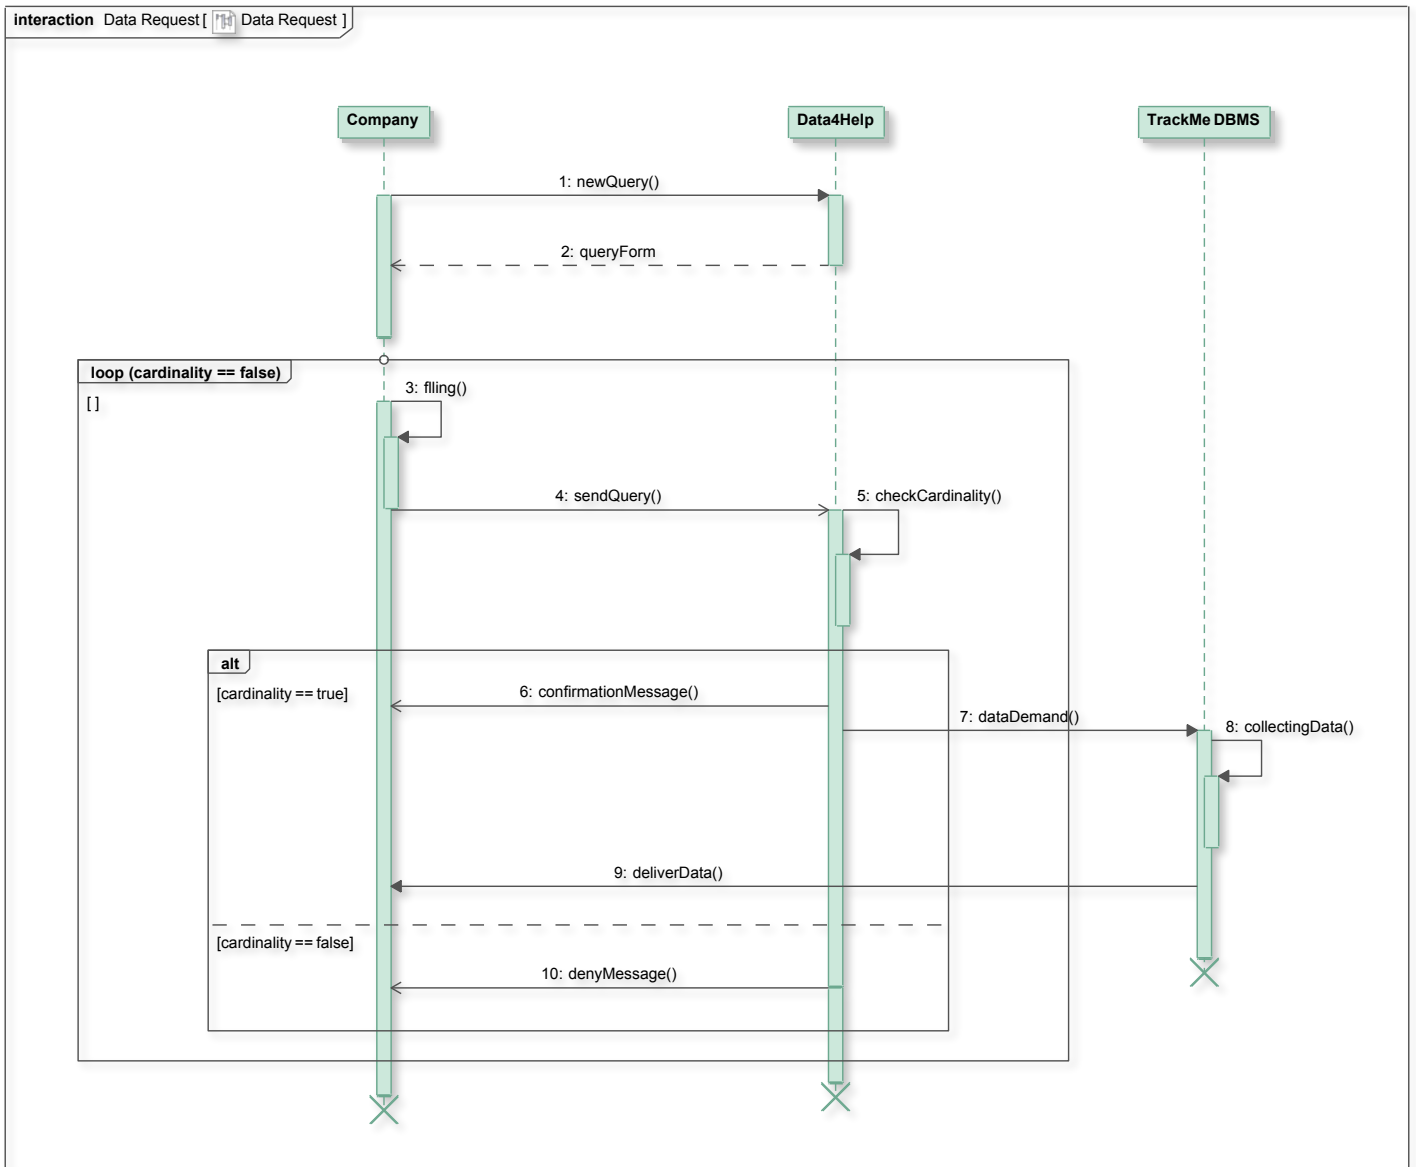 interaction Data Request [ Data Request ]
Company
Data4Help
TrackMe DBMS
1: newQuery()
2: queryForm
loop (cardinality == false)
[ ]
3: flling()
4: sendQuery()
5: checkCardinality()
alt
[cardinality == true]
6: confirmationMessage()
7: dataDemand()
8: collectingData()
9: deliverData()
[cardinality == false]
10: denyMessage()